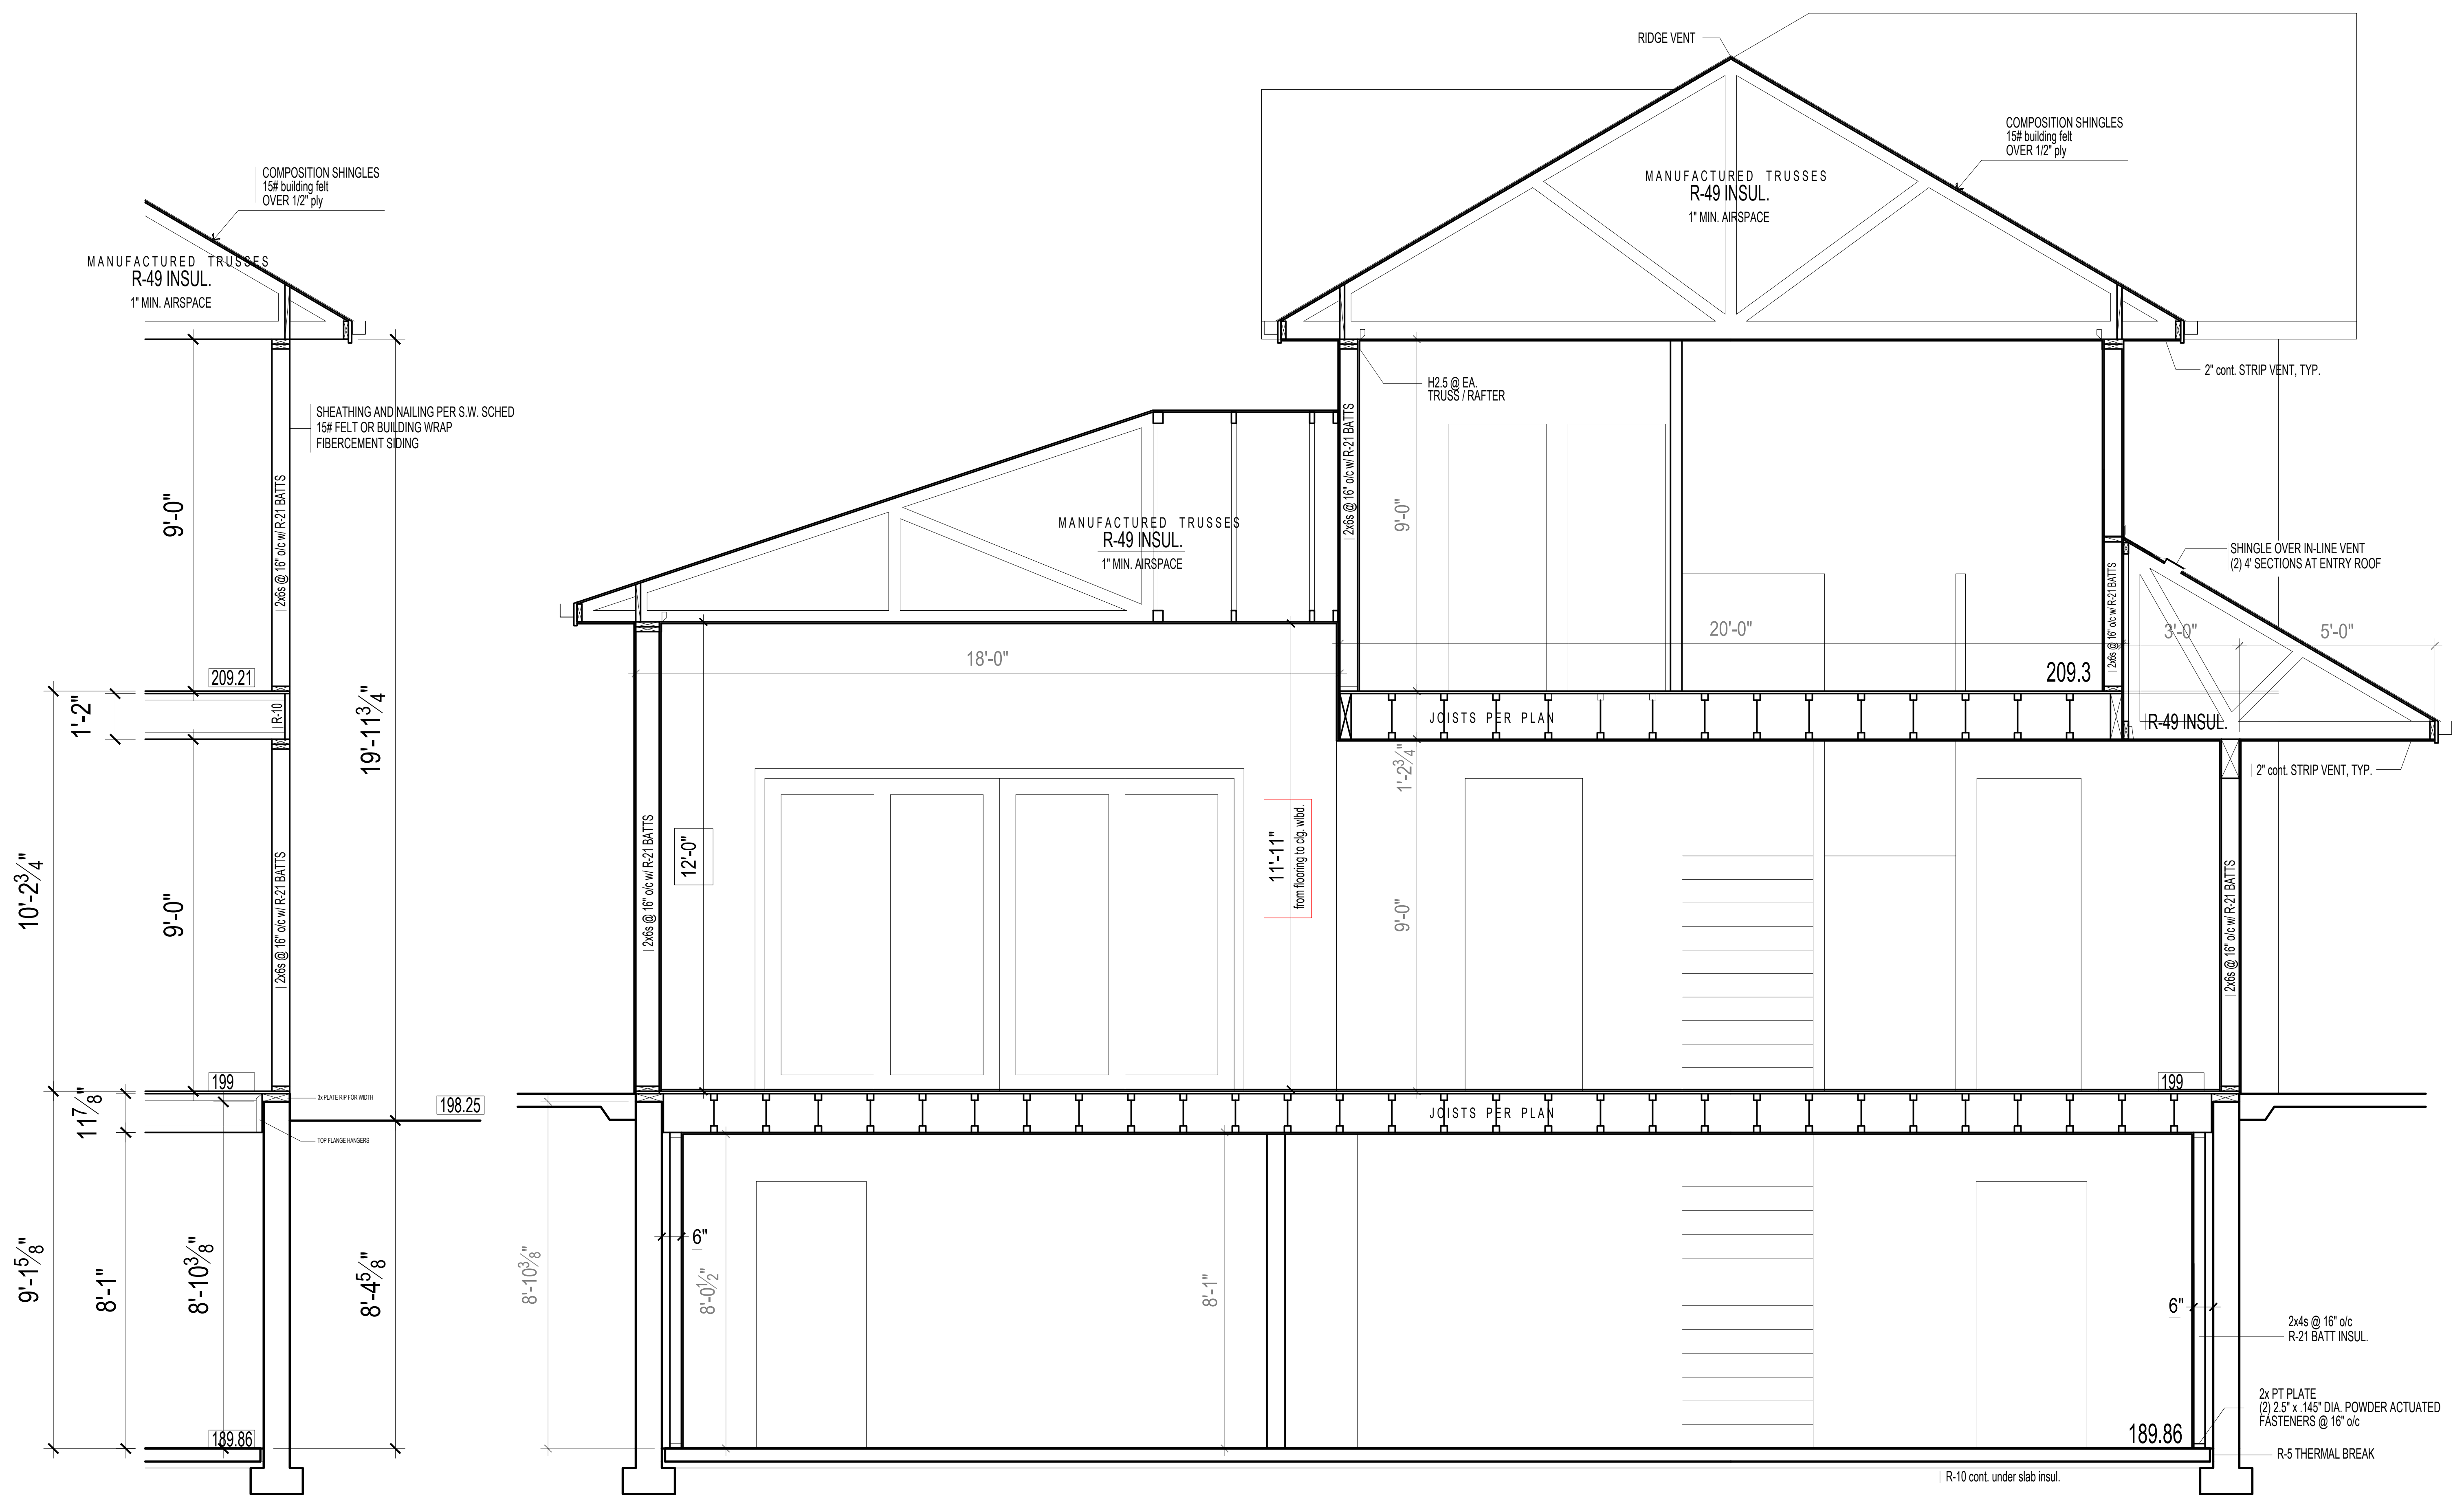 RIDGE VENT
COMPOSITION SHINGLES
15# building felt
OVER 1/2" ply
COMPOSITION SHINGLES
15# building felt
OVER 1/2" ply
MANUFACTURED TRUSSES
R-49 INSUL.
1" MIN. AIRSPACE
MANUFACTURED TRUSSES
R-49 INSUL.
1" MIN. AIRSPACE
2" cont. STRIP VENT, TYP.
H2.5 @ EA.
TRUSS / RAFTER
SHEATHING AND NAILING PER S.W. SCHED
15# FELT OR BUILDING WRAP
FIBERCEMENT SIDING
2x6s @ 16" o/c w/ R-21 BATTS
9'-0"
2x6s @ 16" o/c w/ R-21 BATTS
9'-0"
MANUFACTURED TRUSSES
R-49 INSUL.
1" MIN. AIRSPACE
SHINGLE OVER IN-LINE VENT
(2) 4' SECTIONS AT ENTRY ROOF
2x6s @ 16" o/c w/ R-21 BATTS
18'-0"
20'-0"
3'-0"
5'-0"
209.21
209.3
1'-2"
R-10
19'-11 3/4"
JOISTS PER PLAN
R-49 INSUL.
1'-2 3/4"
2" cont. STRIP VENT, TYP.
10'-2 3/4"
9'-0"
2x6s @ 16" o/c w/ R-21 BATTS
2x6s @ 16" o/c w/ R-21 BATTS
12'-0"
11'-11"
from flooring to clg. wlbd.
9'-0"
2x6s @ 16" o/c w/ R-21 BATTS
199
199
3x PLATE RIP FOR WIDTH
198.25
11 7/8"
JOISTS PER PLAN
TOP FLANGE HANGERS
9'-1 5/8"
8'-1"
8'-10 3/8"
8'-4 5/8"
8'-10 3/8"
6"
8'-0 1/2"
8'-1"
6"
2x4s @ 16" o/c
R-21 BATT INSUL.
2x PT PLATE
(2) 2.5" x .145" DIA. POWDER ACTUATED
FASTENERS @ 16" o/c
189.86
189.86
R-5 THERMAL BREAK
R-10 cont. under slab insul.